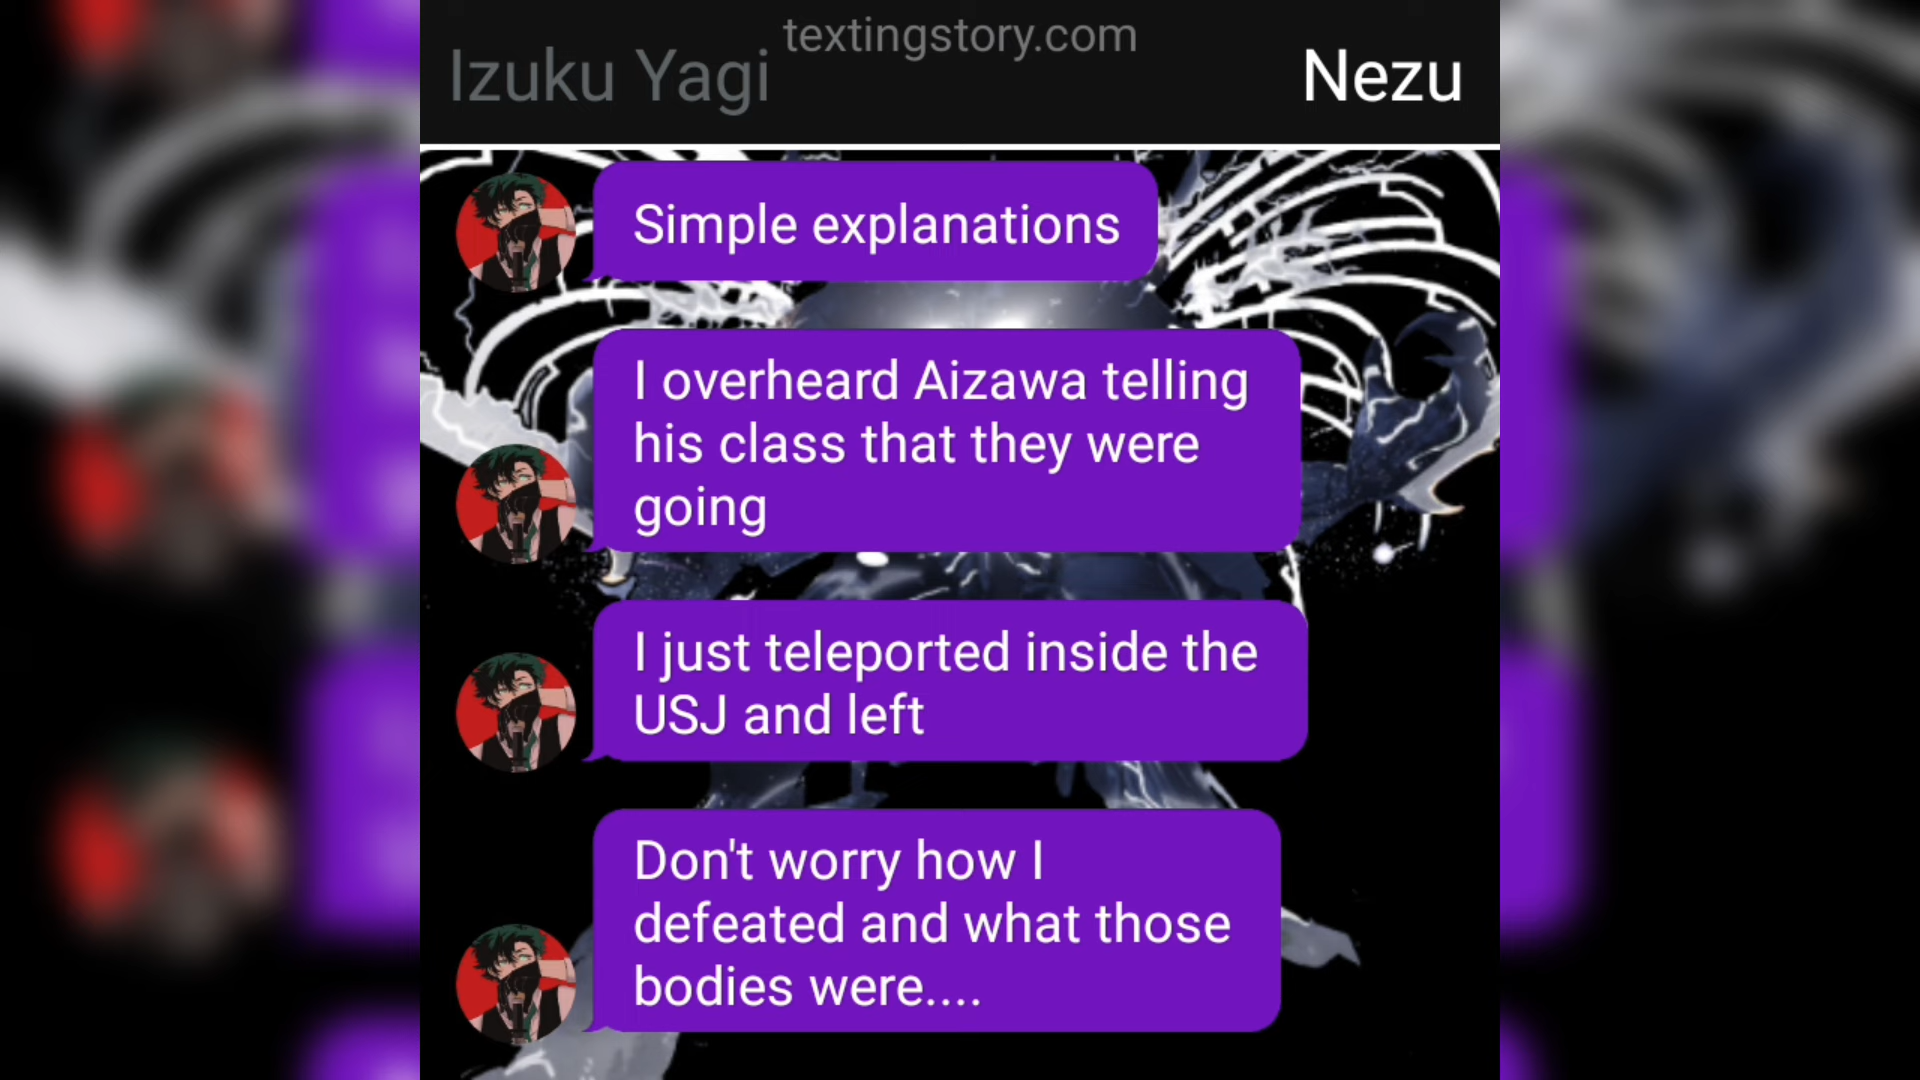 textingstory.com
Izuku Yagi
Nezu
Simple explanations
I overheard Aizawa telling
his class that they were
going
I just teleported inside the
USJ and left
Don't worry how I
defeated and what those
bodies were....